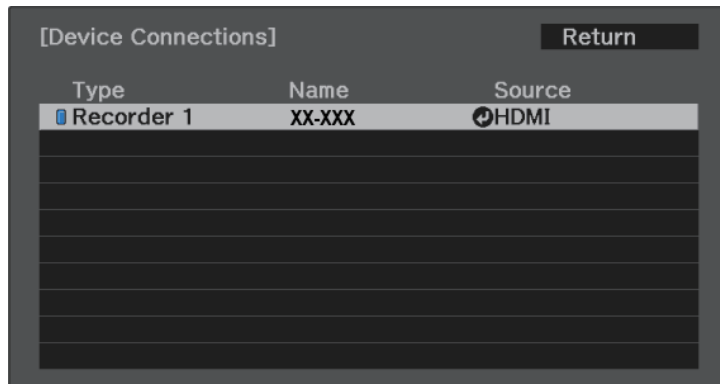 [Device Connections] Return
Type Name Source
Recorder 1 XX-XXX HDMI